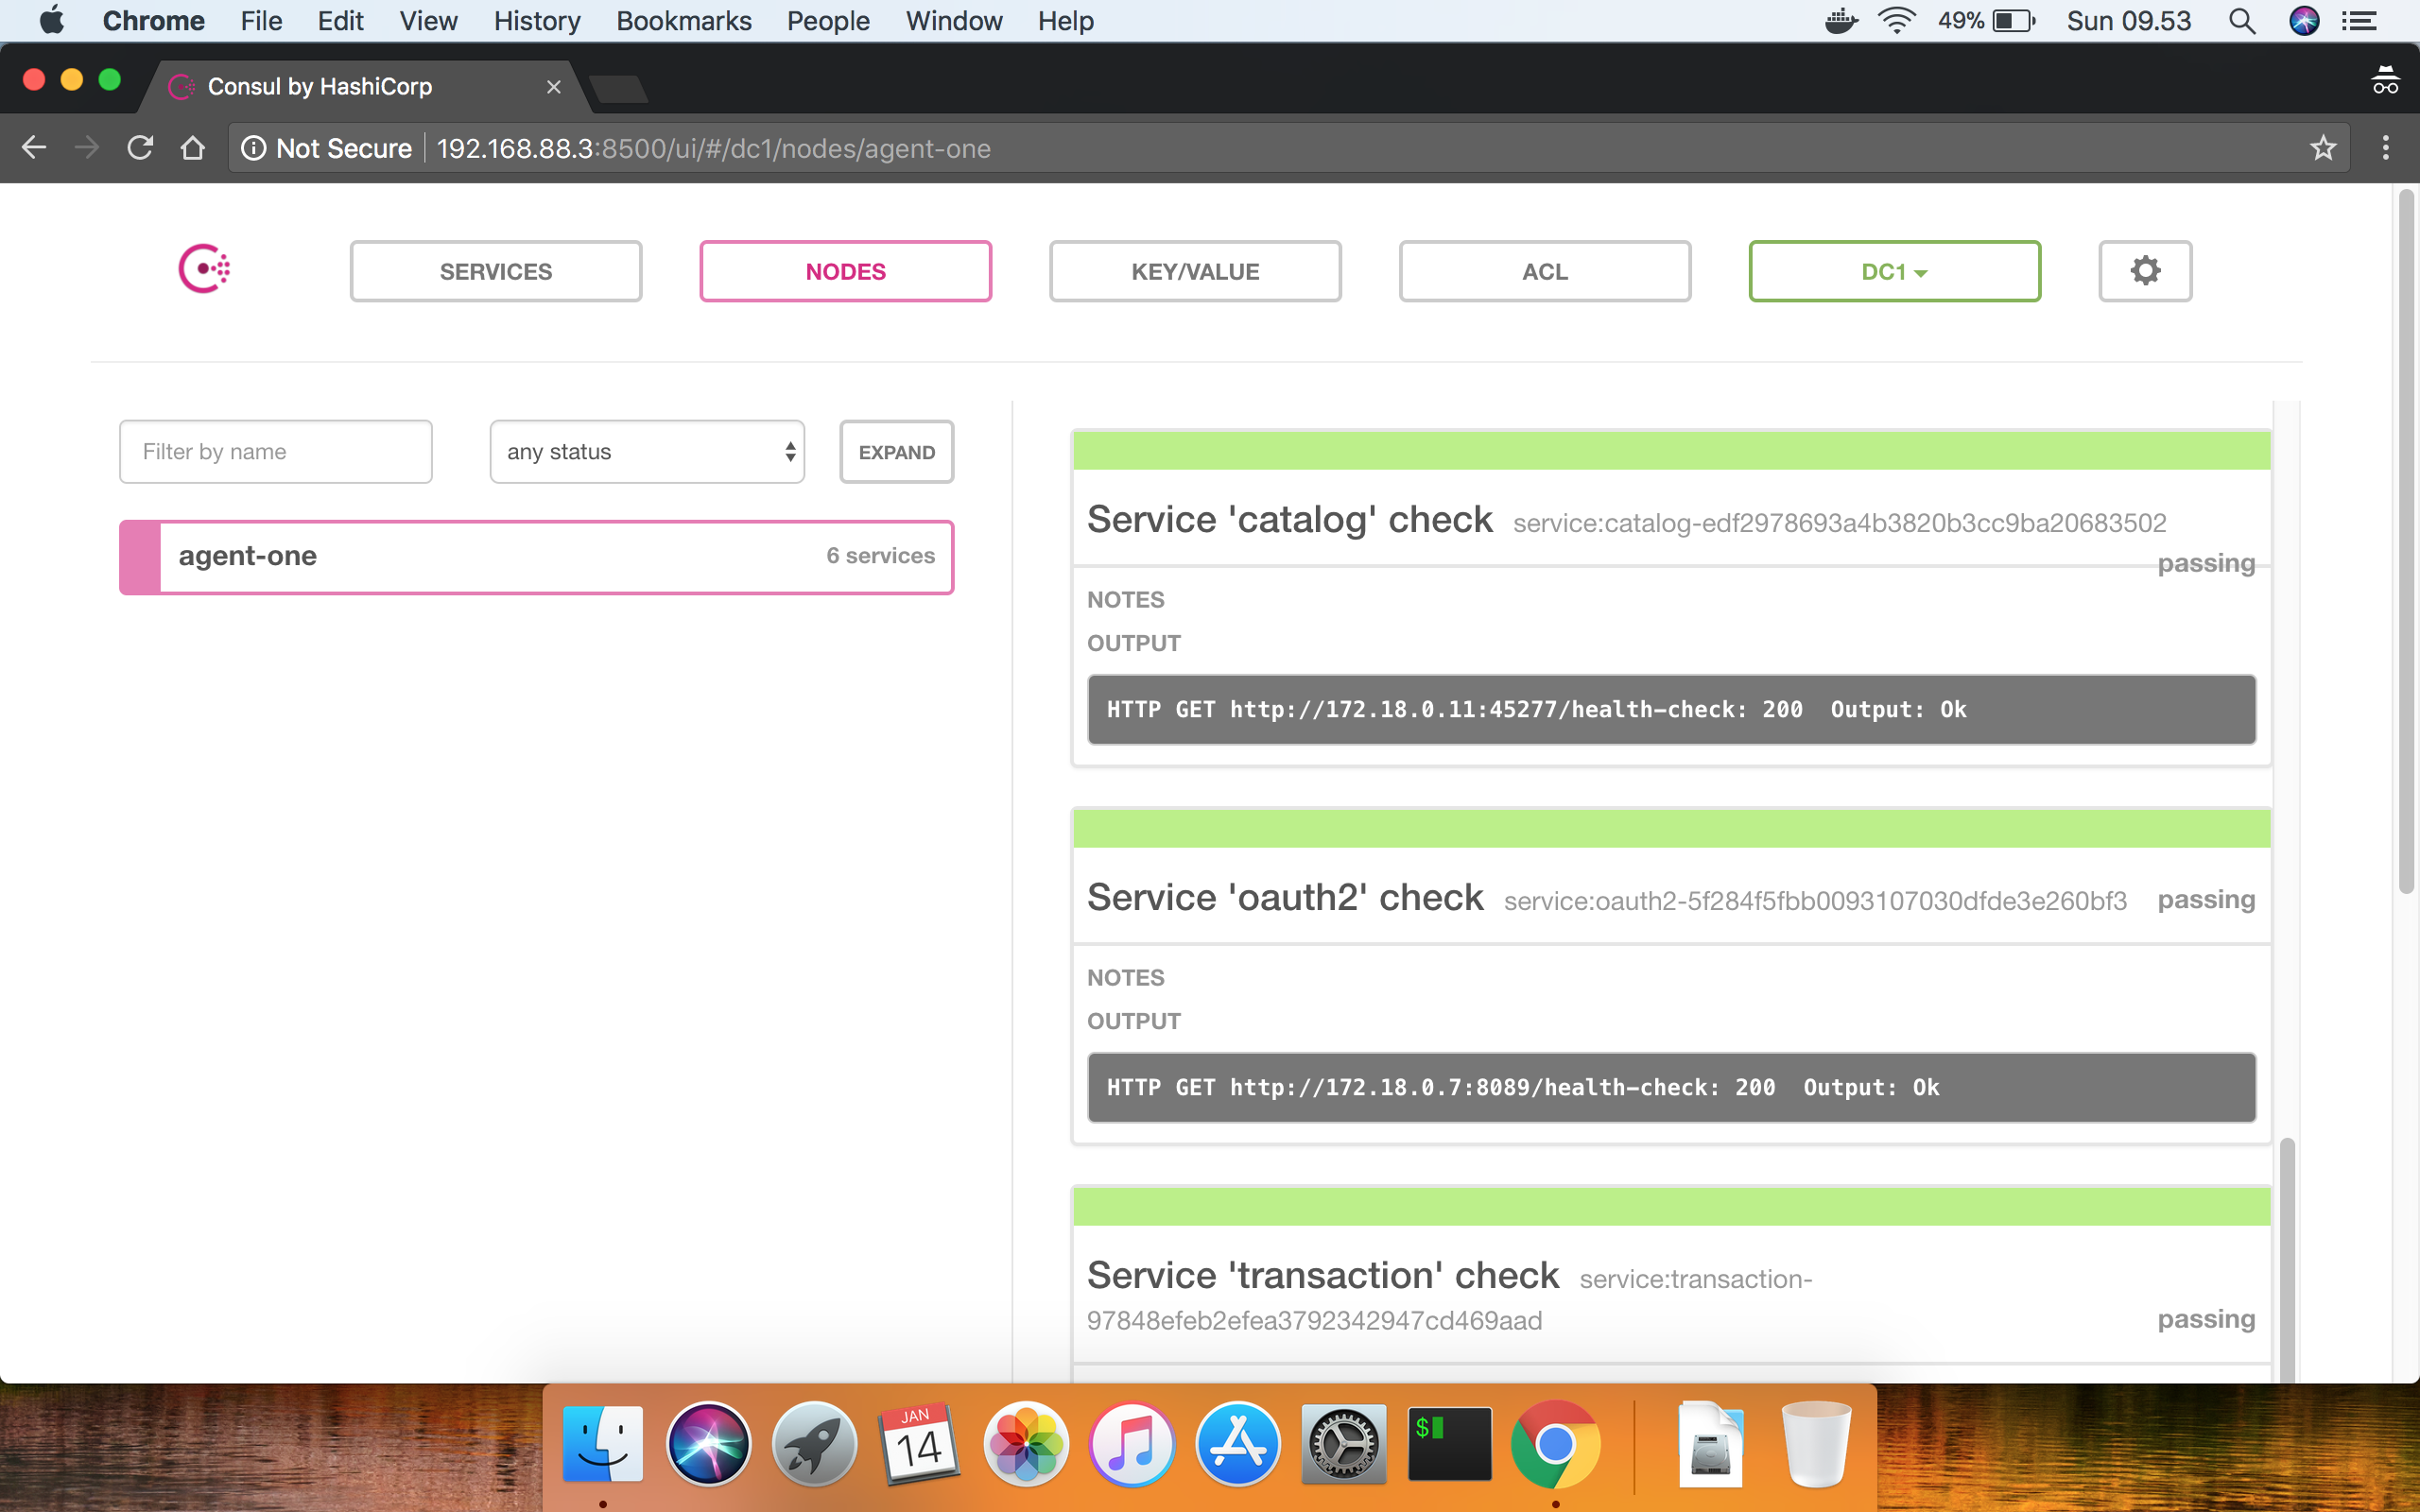 Chrome File Edit View History Bookmarks People Window Help 49% Sun 09.53
Consul by HashiCorp
Not Secure 192.168.88.3:8500/ui/#/dc1/nodes/agent-one
SERVICES NODES KEY/VALUE ACL DC1
Filter by name any status EXPAND
agent-one 6 services
Service 'catalog' check service:catalog-edf2978693a4b3820b3cc9ba20683502
passing
NOTES
OUTPUT
HTTP GET http://172.18.0.11:45277/health-check: 200 Output: Ok
Service 'oauth2' check service:oauth2-5f284f5fbb0093107030dfde3e260bf3 passing
NOTES
OUTPUT
HTTP GET http://172.18.0.7:8089/health-check: 200 Output: Ok
Service 'transaction' check service:transaction-
97848efeb2efea3792342947cd469aad passing
JAN
14
$